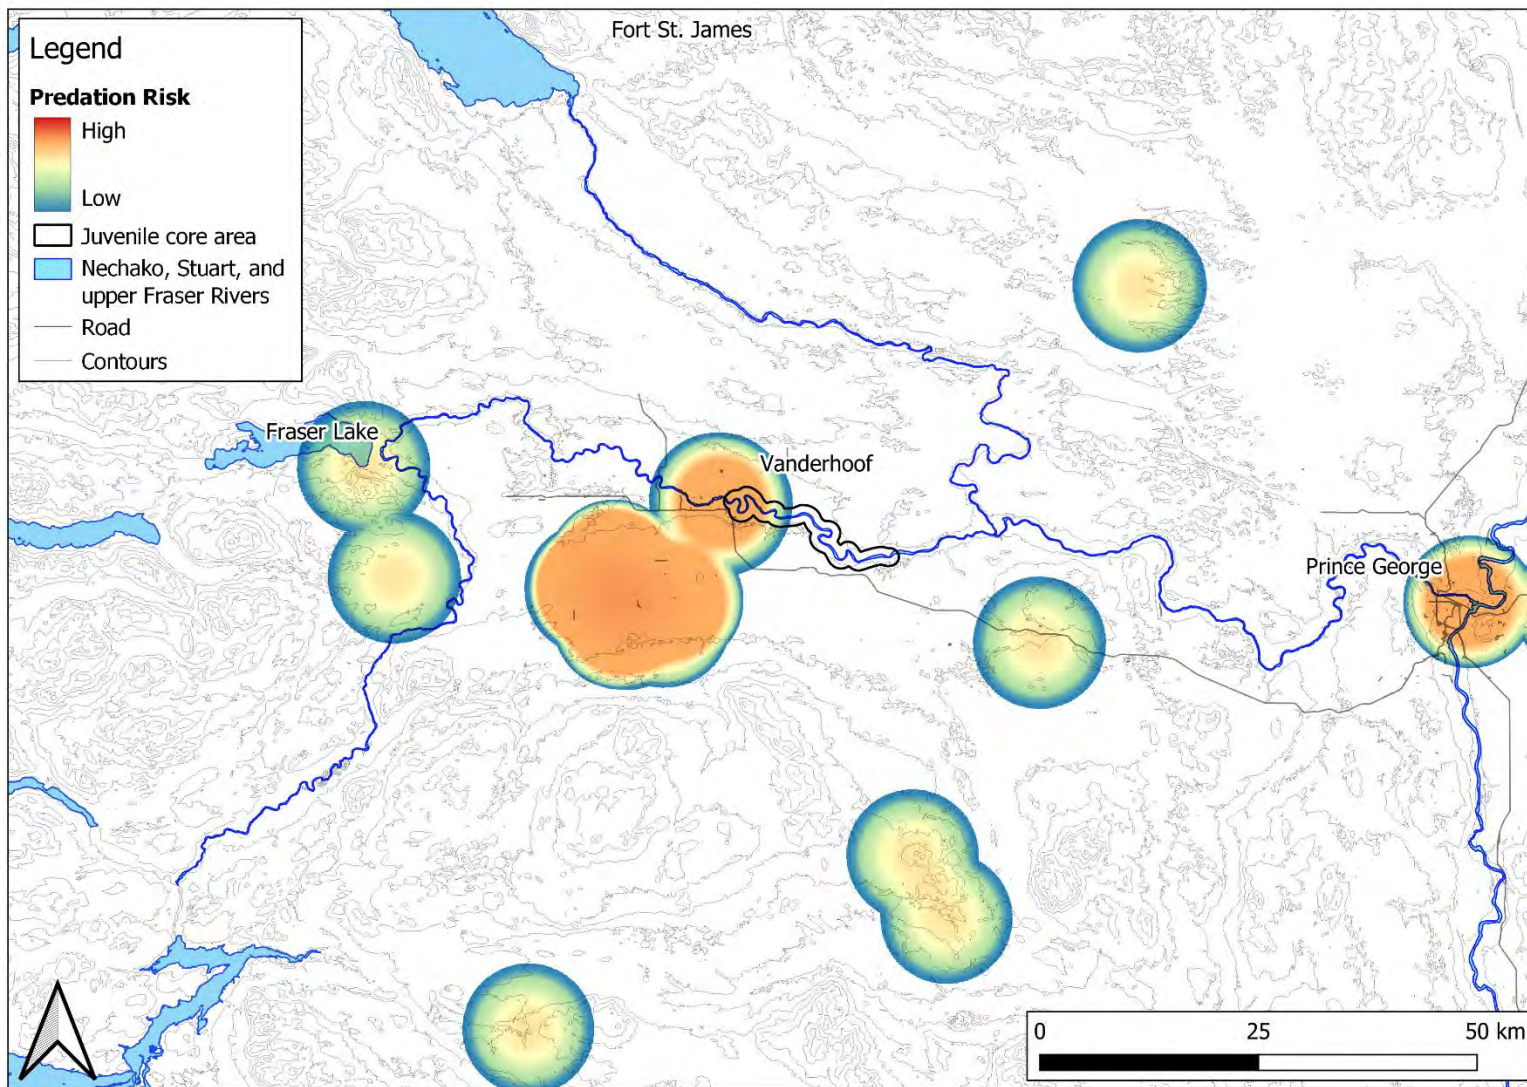 Fort St. James
Legend
Predation Risk
High
Low
Juvenile core area
Nechako, Stuart, and
upper Fraser Rivers
Road
Contours
Fraser Lake
Vanderhoof
Prince George
0 25 50 km